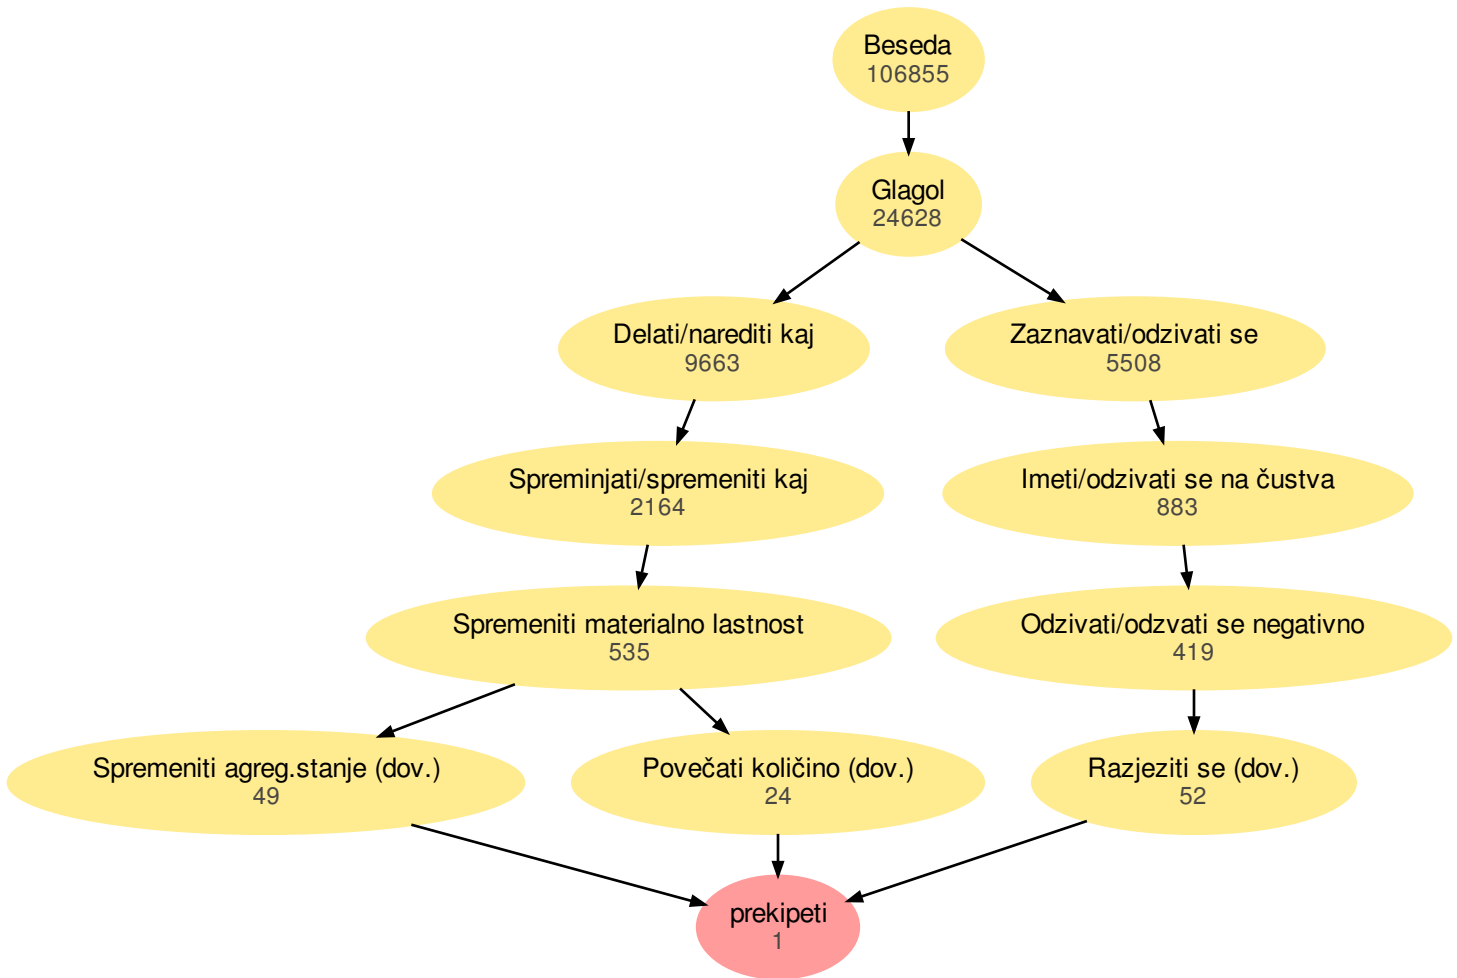 Beseda
106855
Glagol
24628
Delati/narediti kaj
9663
Zaznavati/odzivati se
5508
Spreminjati/spremeniti kaj
2164
Imeti/odzivati se na čustva
883
Spremeniti materialno lastnost
535
Odzivati/odzvati se negativno
419
Spremeniti agreg.stanje (dov.)
49
Povečati količino (dov.)
24
Razjeziti se (dov.)
52
prekipeti
1